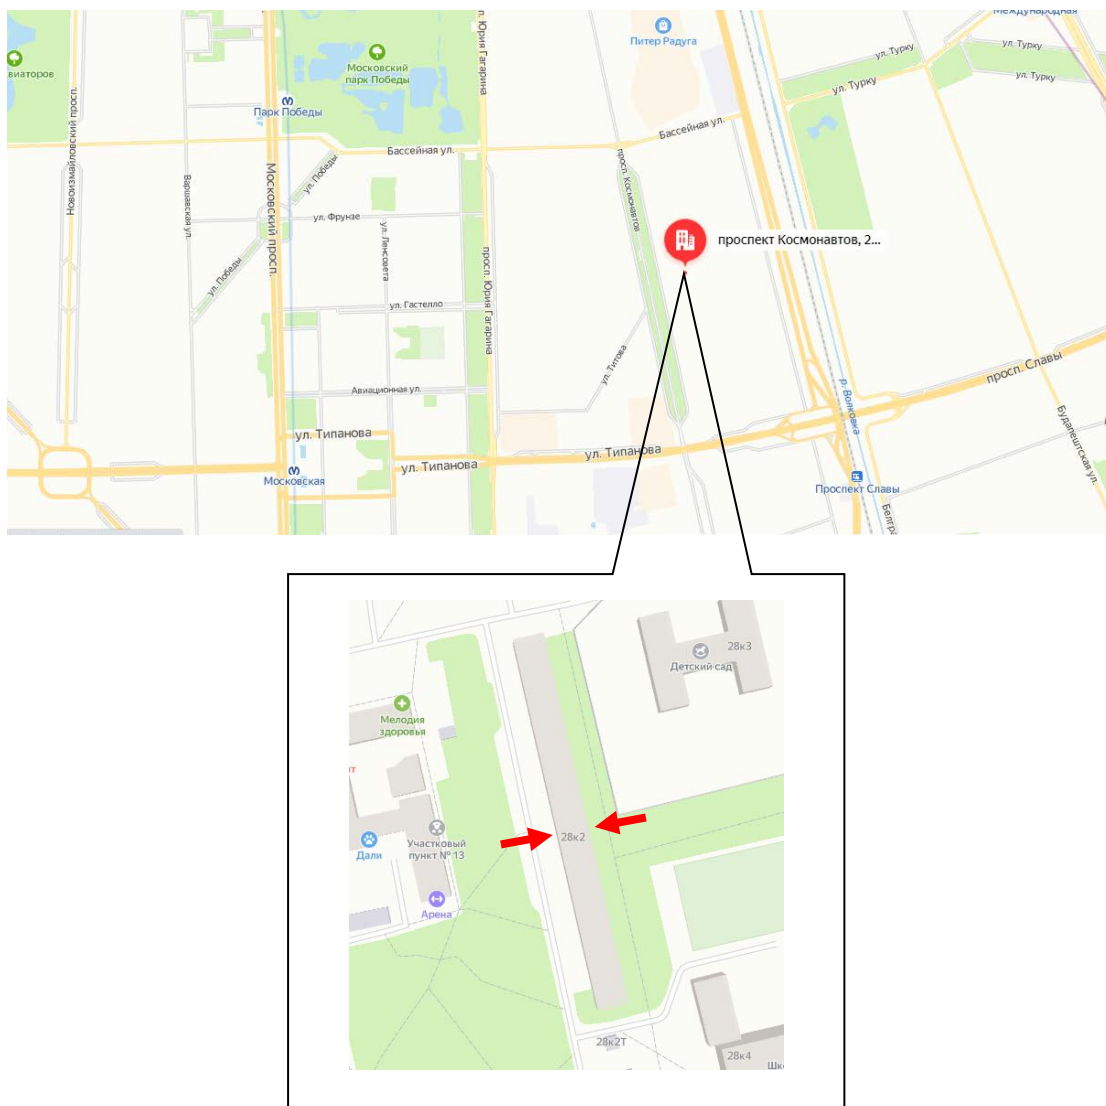 Международная
Питер Радуга
ул. Турку
ул. Турку
ул. Турку
ул. Турку
виаторов
Московский
парк Победы
просп. Юрия Гагарина
Парк Победы
Новоизмайловский просп.
Бассейная ул.
Бассейная ул.
ул. Победы
Варшавская ул.
Московский просп.
ул. Фрунзе
ул. Ленсовета
просп. Космонавтов
проспект Космонавтов, 2...
ул. Победы
просп. Юрия Гагарина
ул. Гастелло
ул. Титова
Авиационная ул.
просп. Славы
р. Волковка
ул. Типанова
ул. Типанова
ул. Типанова
Московская
Проспект Славы
Будапештская ул.
Белгра
28к3
Детский сад
Мелодия
здоровья
т
28к2
Участковый
пункт № 13
Дали
Арена
28к2Т
28к4
Шк